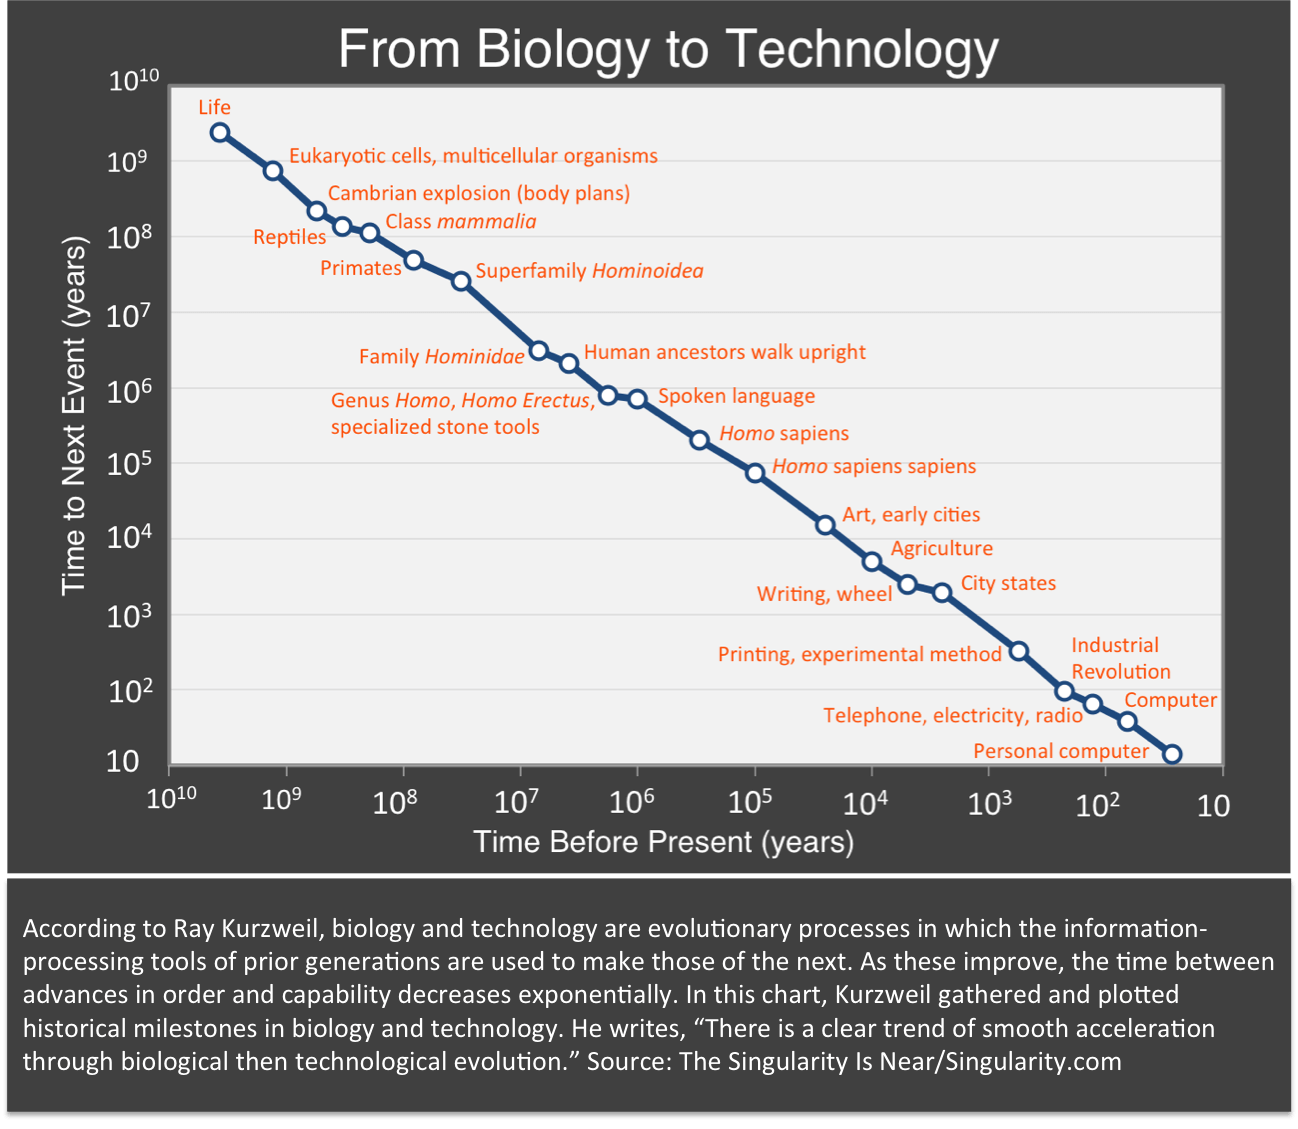 From Biology to Technology
10¹⁰
Life
Eukaryotic cells, multicellular organisms
10⁹
Cambrian explosion (body plans)
Class mammalia
10⁸
Reptiles
Primates
Superfamily Hominoidea
10⁷
Family Hominidae
Human ancestors walk upright
10⁶
Genus Homo, Homo Erectus,
specialized stone tools
Spoken language
Homo sapiens
10⁵
Homo sapiens sapiens
Art, early cities
10⁴
Agriculture
Writing, wheel
City states
10³
Printing, experimental method
Industrial
Revolution
10²
Computer
Telephone, electricity, radio
Personal computer
10
Time to Next Event (years)
10¹⁰ 10⁹ 10⁸ 10⁷ 10⁶ 10⁵ 10⁴ 10³ 10² 10
Time Before Present (years)
According to Ray Kurzweil, biology and technology are evolutionary processes in which the information-
processing tools of prior generations are used to make those of the next. As these improve, the time between
advances in order and capability decreases exponentially. In this chart, Kurzweil gathered and plotted
historical milestones in biology and technology. He writes, “There is a clear trend of smooth acceleration
through biological then technological evolution.” Source: The Singularity Is Near/Singularity.com